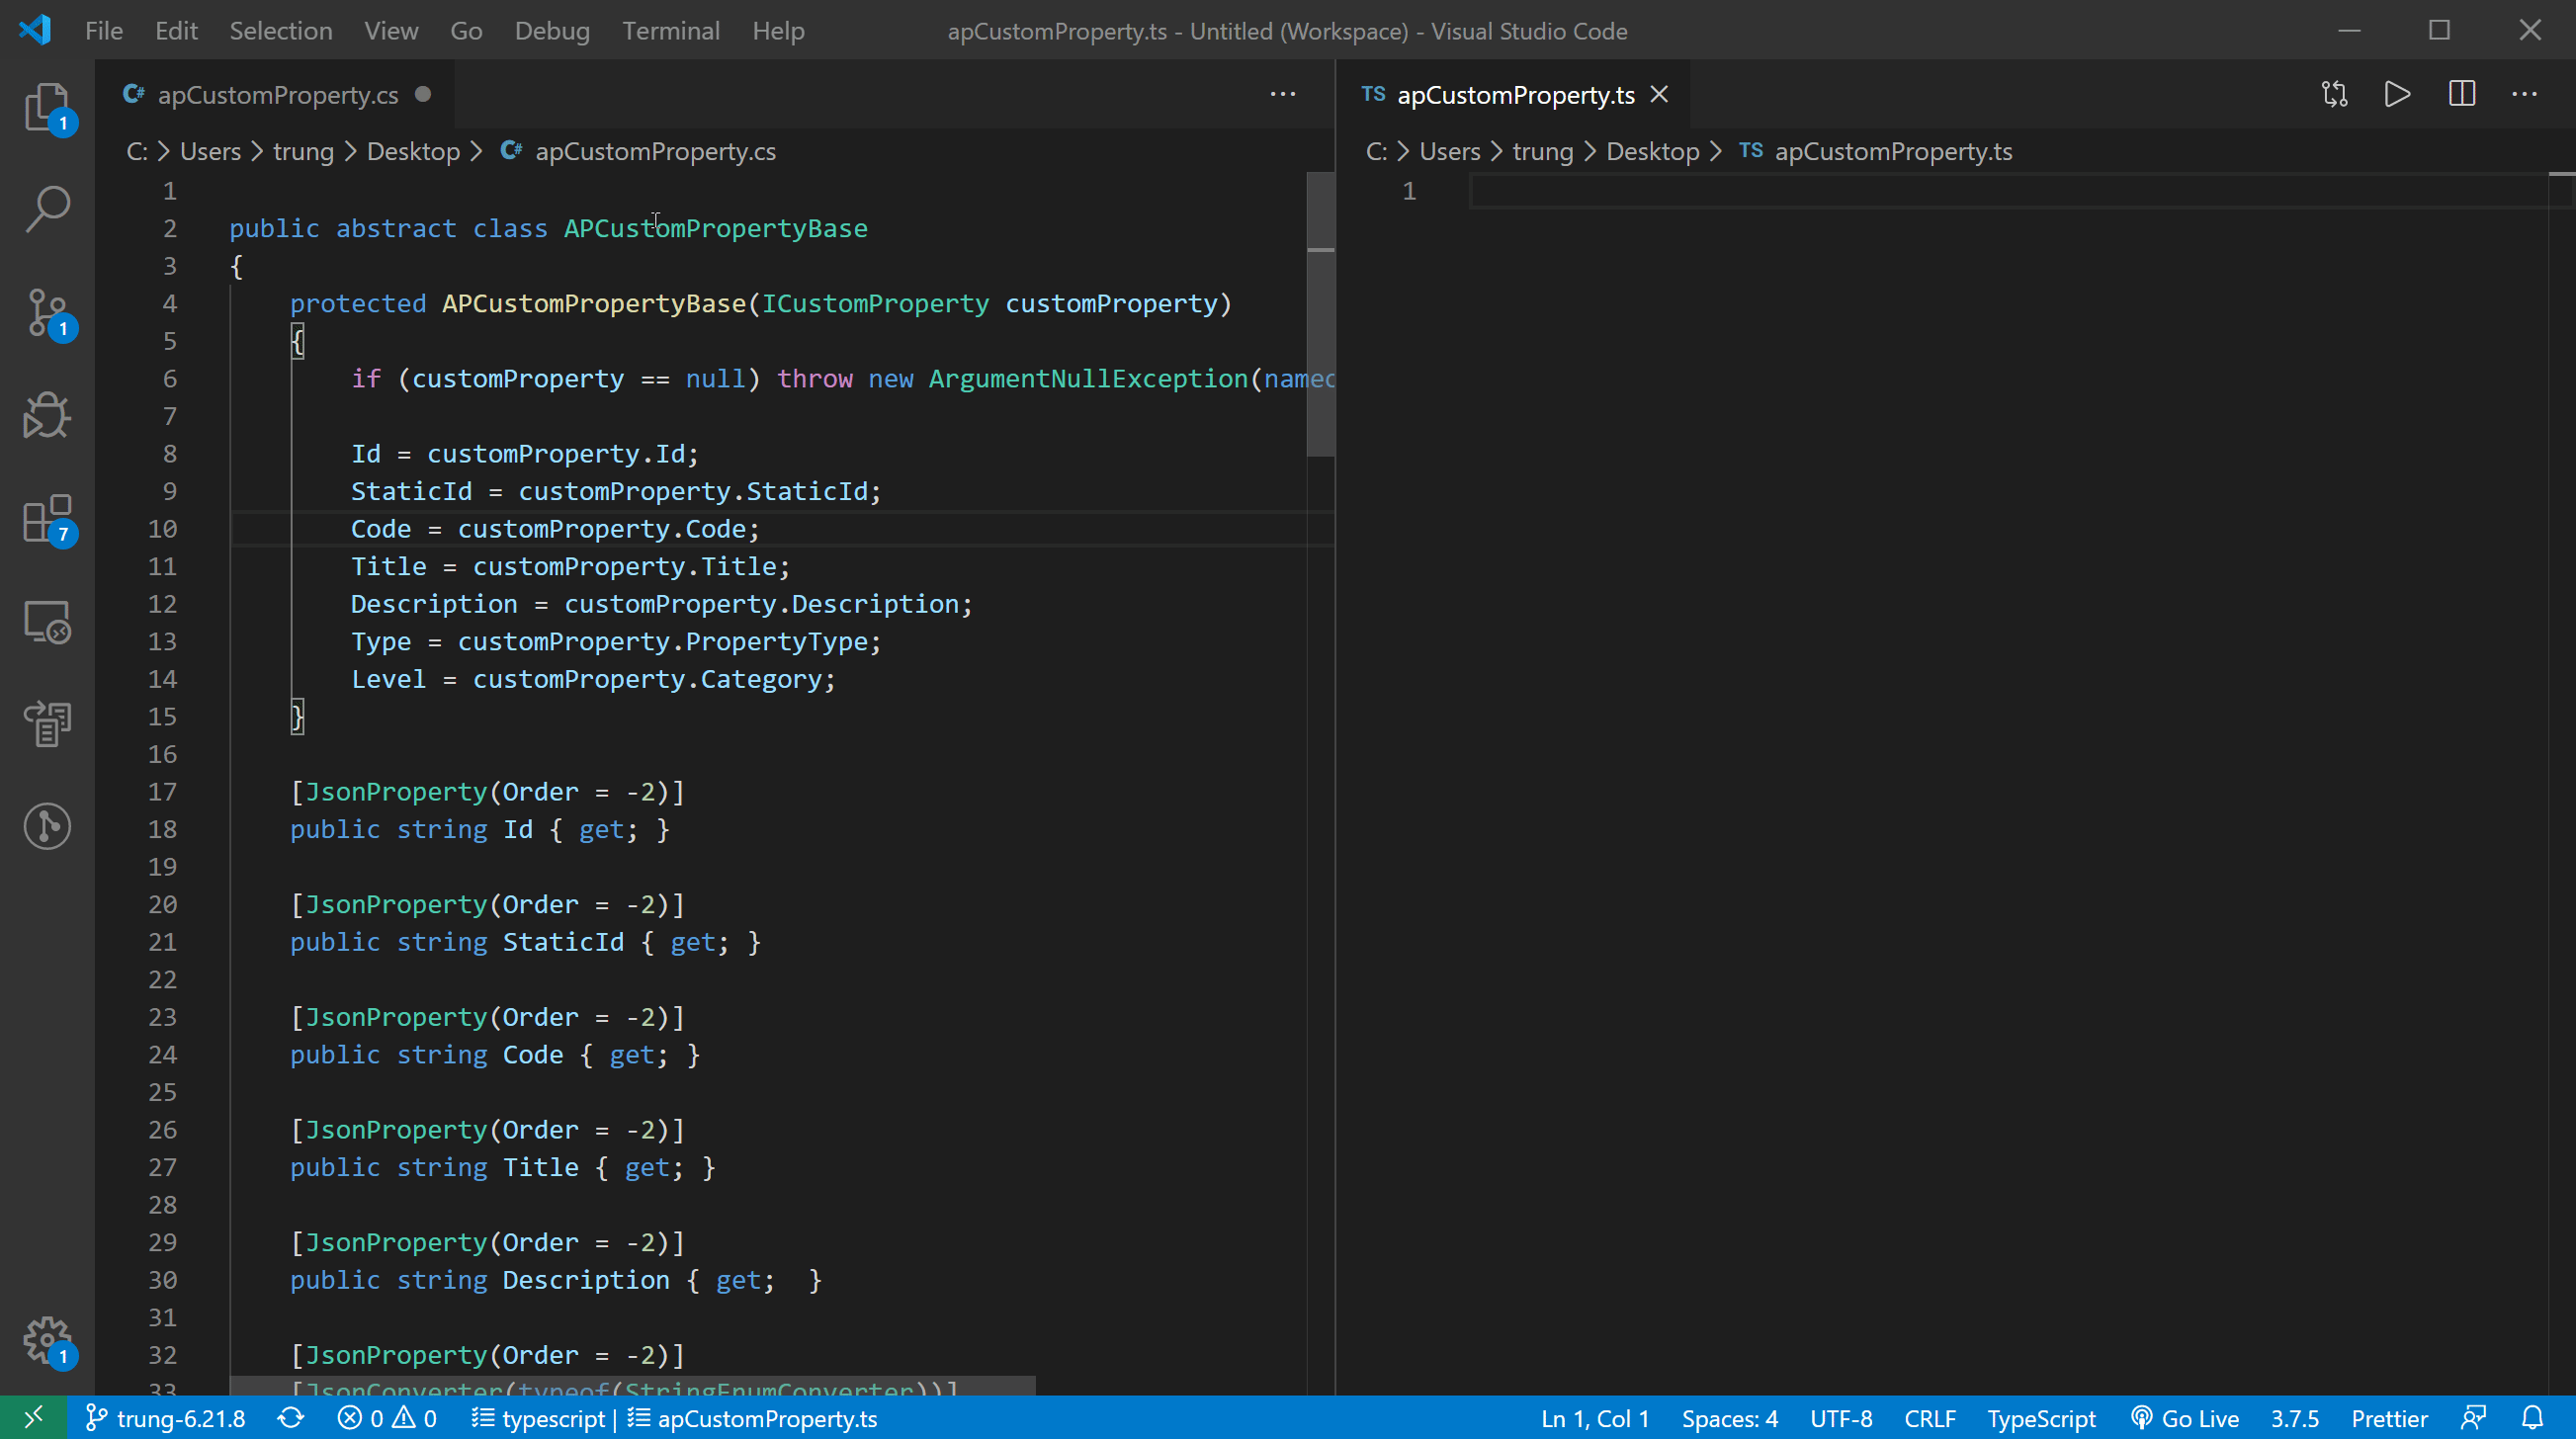 File Edit Selection View Go Debug Terminal Help
apCustomProperty.ts - Untitled (Workspace) - Visual Studio Code
C# apCustomProperty.cs
C: > Users > trung > Desktop > C# apCustomProperty.cs
1
2 public abstract class APCustomPropertyBase
3 {
4 protected APCustomPropertyBase(ICustomProperty customProperty)
5 {
6 if (customProperty == null) throw new ArgumentNullException(nameo
7
8 Id = customProperty.Id;
9 StaticId = customProperty.StaticId;
10 Code = customProperty.Code;
11 Title = customProperty.Title;
12 Description = customProperty.Description;
13 Type = customProperty.PropertyType;
14 Level = customProperty.Category;
15 }
16
17 [JsonProperty(Order = -2)]
18 public string Id { get; }
19
20 [JsonProperty(Order = -2)]
21 public string StaticId { get; }
22
23 [JsonProperty(Order = -2)]
24 public string Code { get; }
25
26 [JsonProperty(Order = -2)]
27 public string Title { get; }
28
29 [JsonProperty(Order = -2)]
30 public string Description { get;  }
31
32 [JsonProperty(Order = -2)]
33 [JsonConverter(typeof(StringEnumConverter))]
TS apCustomProperty.ts
C: > Users > trung > Desktop > TS apCustomProperty.ts
1
1
1
7
1
trung-6.21.8
0 0
typescript | apCustomProperty.ts
Ln 1, Col 1
Spaces: 4
UTF-8
CRLF
TypeScript
Go Live
3.7.5
Prettier